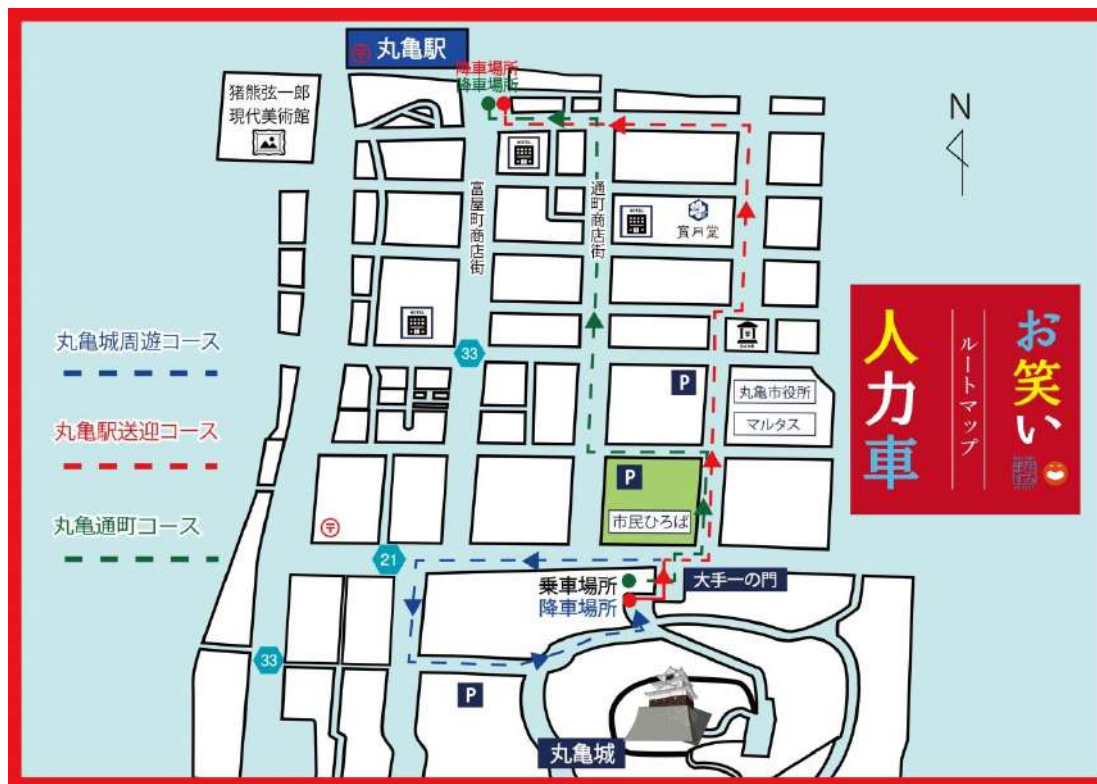 丸亀駅
降車場所
降車場所
猪熊弦一郎
現代美術館
N
HOTEL
富屋町商店街
通町商店街
HOTEL
寳月堂
HOTEL
33
丸亀城周遊コース
丸亀駅送迎コース
丸亀通町コース
P
丸亀市役所
マルタス
お笑い
ルートマップ
人力車
P
市民ひろば
21
乗車場所
降車場所
大手一の門
33
P
丸亀城